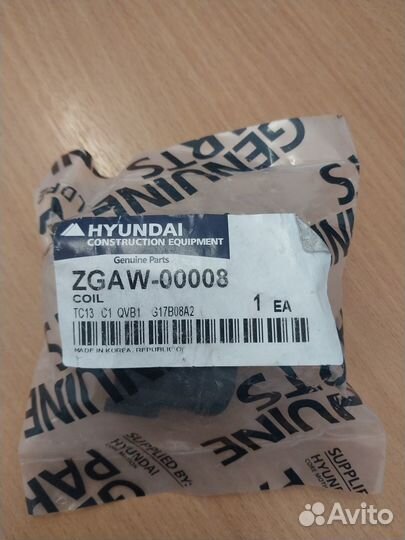 GENUINE
PARTS
HYUNDAI
CONSTRUCTION EQUIPMENT
Genuine Parts
ZGAW-00008
COIL
1 EA
TC13 C1 QVB1 G17B08A2
MADE IN KOREA, REPUBLIC OF
SUPPLIED BY:
HYUNDAI
SUPPLIED BY:
HYUNDAI
Avito